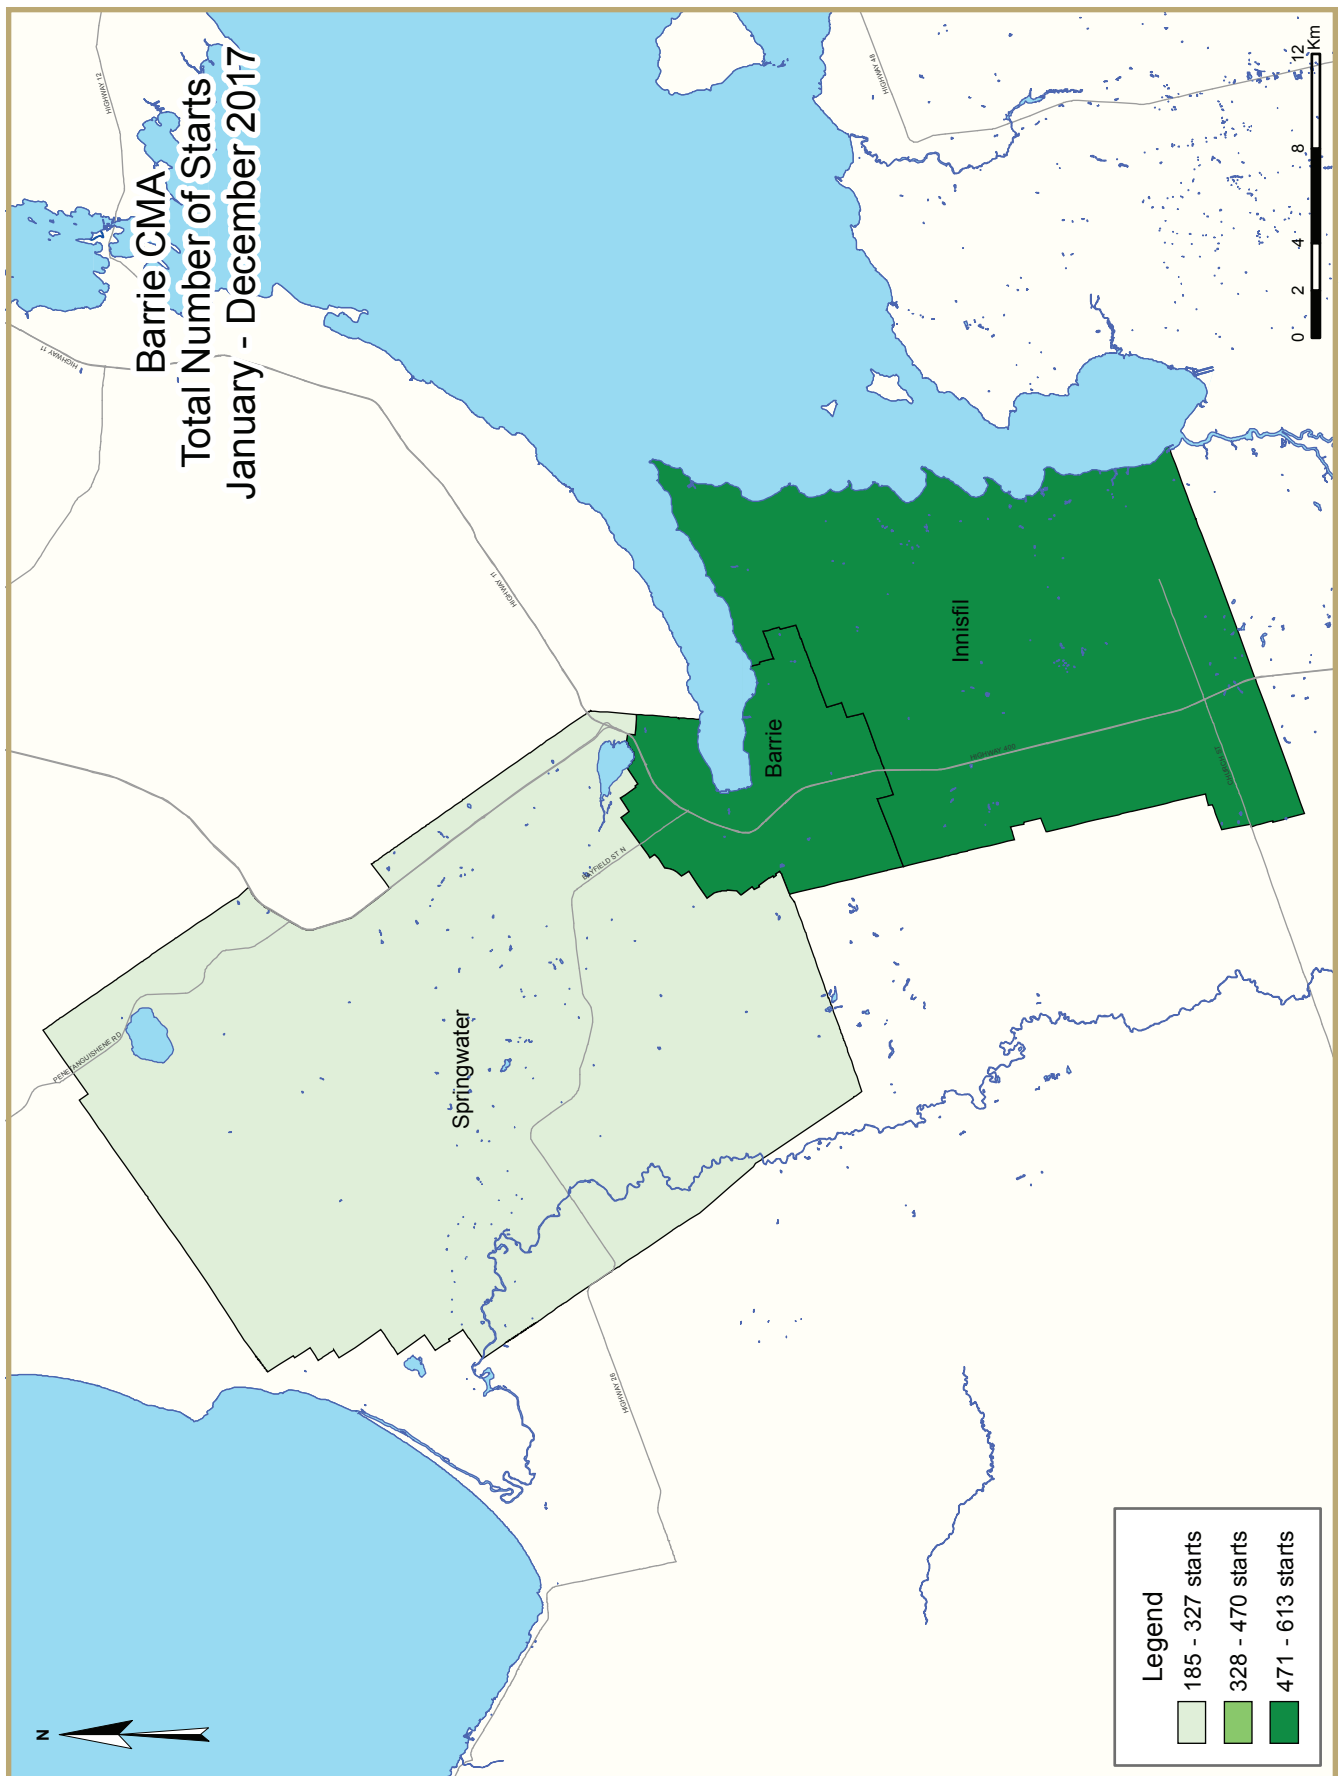 Barrie CMA
Total Number of Starts
January - December 2017
N
HIGHWAY 12
HIGHWAY 11
HIGHWAY 48
HIGHWAY 11
PENETANGUISHENE RD
Springwater
BAYFIELD ST N
Barrie
Innisfil
HIGHWAY 400
HIGHWAY 26
Legend
185 - 327 starts
328 - 470 starts
471 - 613 starts
0 2 4 8 12
Km